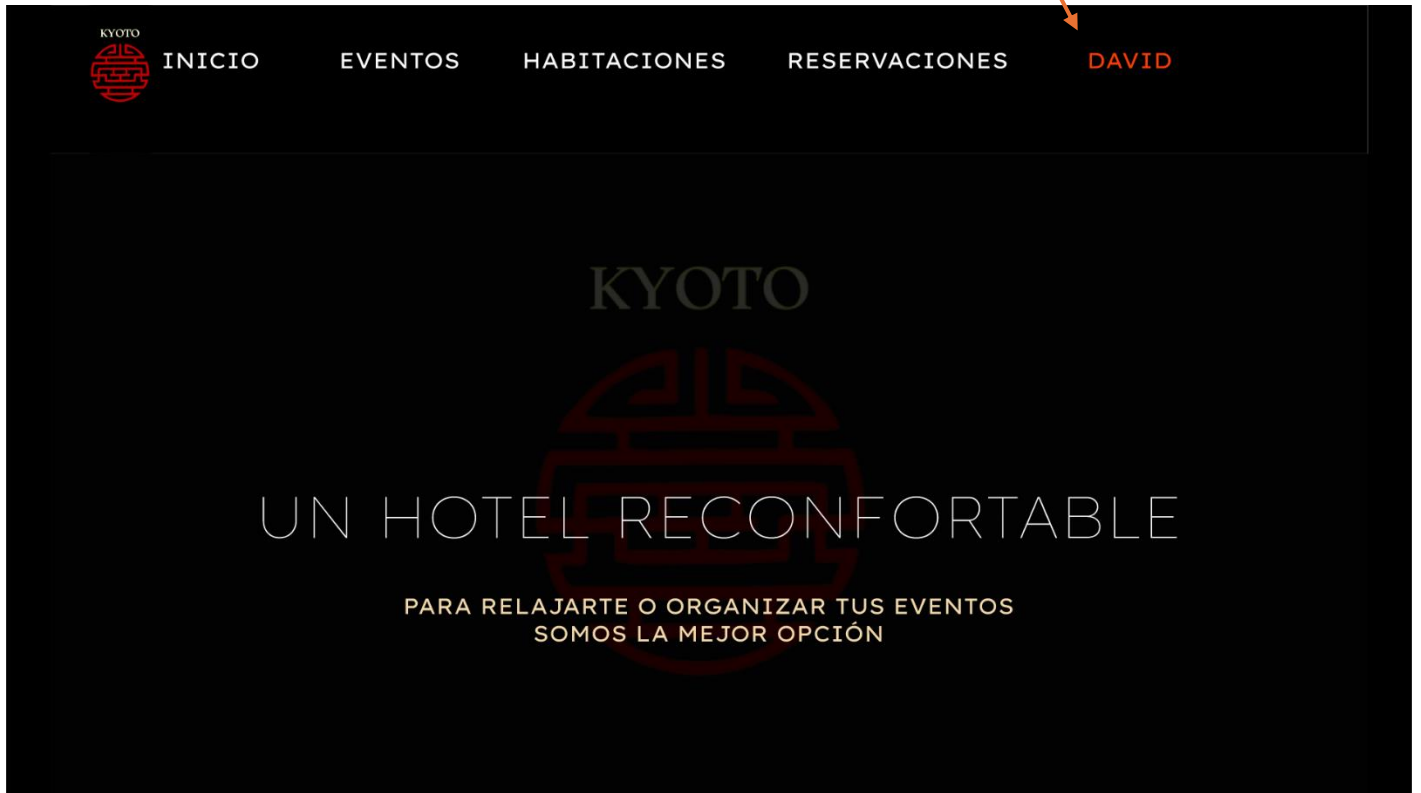 KYOTO
INICIO EVENTOS HABITACIONES RESERVACIONES DAVID
KYOTO
UN HOTEL RECONFORTABLE
PARA RELAJARTE O ORGANIZAR TUS EVENTOS
SOMOS LA MEJOR OPCIÓN